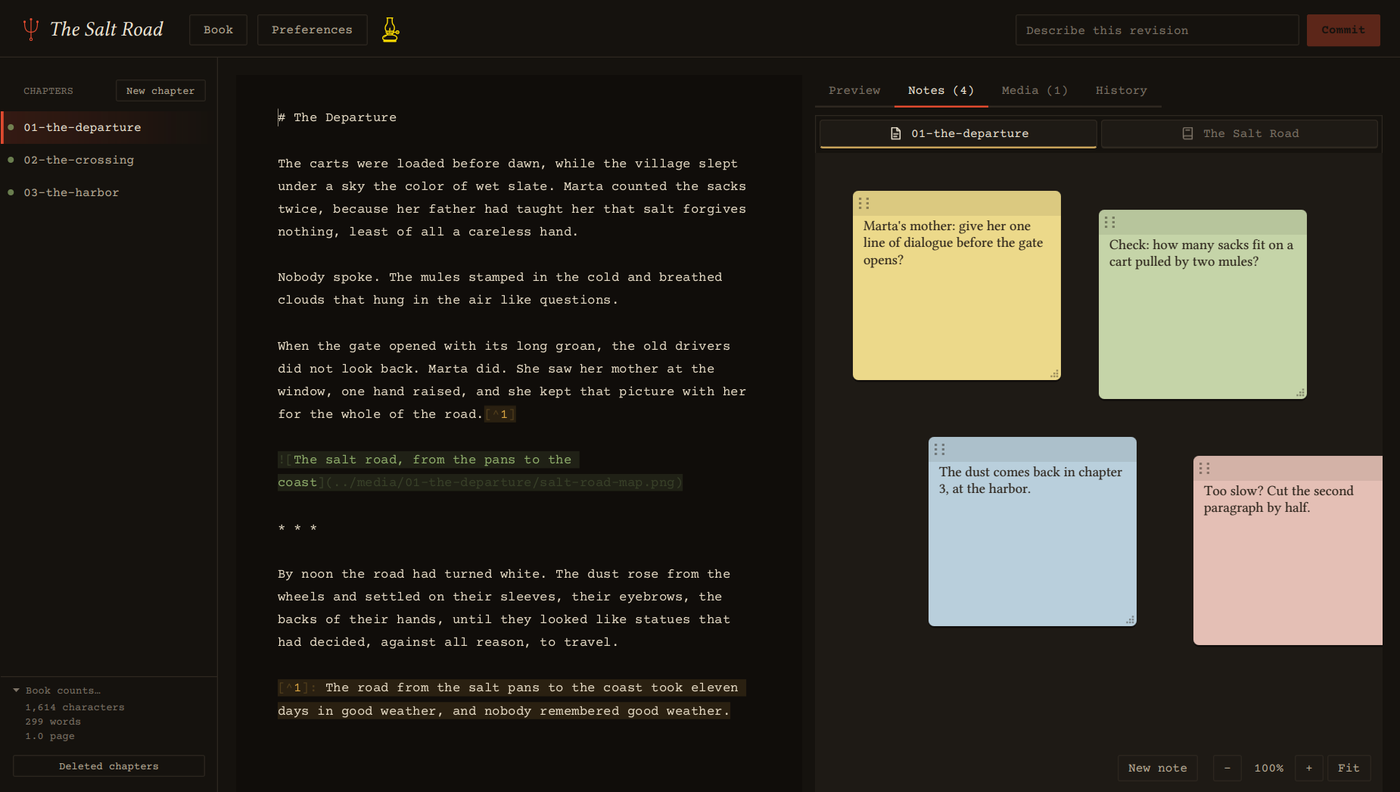 The Salt Road
Book
Preferences
Describe this revision
Commit
CHAPTERS
New chapter
01-the-departure
02-the-crossing
03-the-harbor
Book counts…
1,614 characters
299 words
1.0 page
Deleted chapters
# The Departure
The carts were loaded before dawn, while the village slept
under a sky the color of wet slate. Marta counted the sacks
twice, because her father had taught her that salt forgives
nothing, least of all a careless hand.
Nobody spoke. The mules stamped in the cold and breathed
clouds that hung in the air like questions.
When the gate opened with its long groan, the old drivers
did not look back. Marta did. She saw her mother at the
window, one hand raised, and she kept that picture with her
for the whole of the road.[^1]
![The salt road, from the pans to the
coast](../media/01-the-departure/salt-road-map.png)
* * *
By noon the road had turned white. The dust rose from the
wheels and settled on their sleeves, their eyebrows, the
backs of their hands, until they looked like statues that
had decided, against all reason, to travel.
[^1]: The road from the salt pans to the coast took eleven
days in good weather, and nobody remembered good weather.
Preview
Notes (4)
Media (1)
History
01-the-departure
The Salt Road
Marta's mother: give her one
line of dialogue before the gate
opens?
Check: how many sacks fit on a
cart pulled by two mules?
The dust comes back in chapter
3, at the harbor.
Too slow? Cut the second
paragraph by half.
New note
−
100%
+
Fit